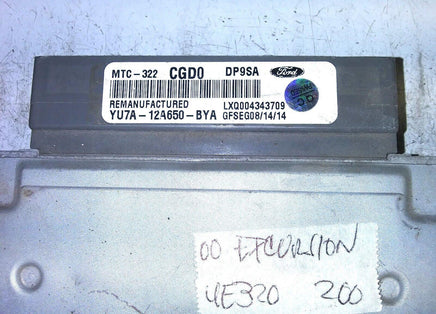 MTC-322 CGD0 DP9SA Ford
REMANUFACTURED LXQ004343709
YU7A-12A650-BYA GFSEG08/14/14
00 EXCURSION
4E320 200